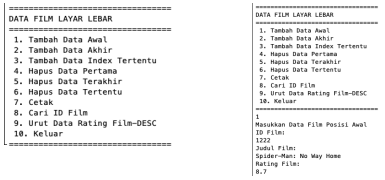 ==============================
DATA FILM LAYAR LEBAR
==============================
1. Tambah Data Awal
2. Tambah Data Akhir
3. Tambah Data Index Tertentu
4. Hapus Data Pertama
5. Hapus Data Terakhir
6. Hapus Data Tertentu
7. Cetak
8. Cari ID Film
9. Urut Data Rating Film-DESC
10. Keluar
==============================
==============================
DATA FILM LAYAR LEBAR
==============================
1. Tambah Data Awal
2. Tambah Data Akhir
3. Tambah Data Index Tertentu
4. Hapus Data Pertama
5. Hapus Data Terakhir
6. Hapus Data Tertentu
7. Cetak
8. Cari ID Film
9. Urut Data Rating Film-DESC
10. Keluar
==============================
1
Masukkan Data Film Posisi Awal
ID Film:
1222
Judul Film:
Spider-Man: No Way Home
Rating Film:
8.7